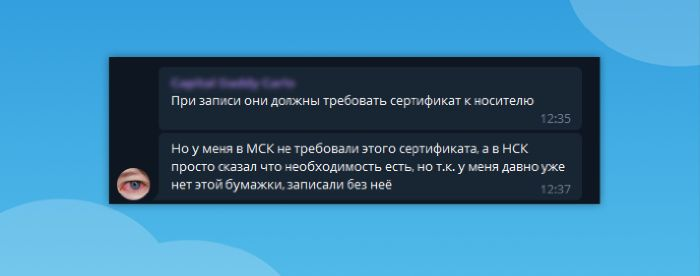 При записи они должны требовать сертификат к носителю
12:35
Но у меня в МСК не требовали этого сертификата, а в НСК
просто сказал что необходимость есть, но т.к. у меня давно уже
нет этой бумажки, записали без неё
12:37